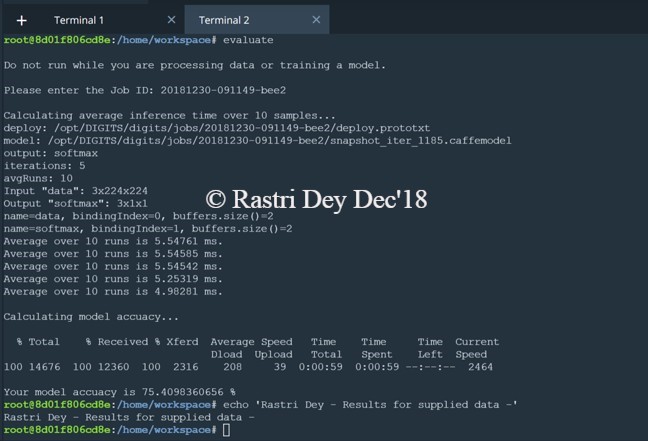 + Terminal 1 × Terminal 2 ×
root@8d01f806cd8e:/home/workspace# evaluate
Do not run while you are processing data or training a model.
Please enter the Job ID: 20181230-091149-bee2
Calculating average inference time over 10 samples...
deploy: /opt/DIGITS/digits/jobs/20181230-091149-bee2/deploy.prototxt
model: /opt/DIGITS/digits/jobs/20181230-091149-bee2/snapshot_iter_1185.caffemodel
output: softmax
iterations: 5
avgRuns: 10
Input "data": 3x224x224
Output "softmax": 3x1x1
© Rastri Dey Dec'18
name=data, bindingIndex=0, buffers.size()=2
name=softmax, bindingIndex=1, buffers.size()=2
Average over 10 runs is 5.54761 ms.
Average over 10 runs is 5.54585 ms.
Average over 10 runs is 5.54542 ms.
Average over 10 runs is 5.25319 ms.
Average over 10 runs is 4.98281 ms.
Calculating model accuacy...
% Total % Received % Xferd Average Speed Time Time Time Current
Dload Upload Total Spent Left Speed
100 14676 100 12360 100 2316 208 39 0:00:59 0:00:59 --:--:-- 2464
Your model accuacy is 75.4098360656 %
root@8d01f806cd8e:/home/workspace# echo 'Rastri Dey - Results for supplied data -'
Rastri Dey - Results for supplied data -
root@8d01f806cd8e:/home/workspace#